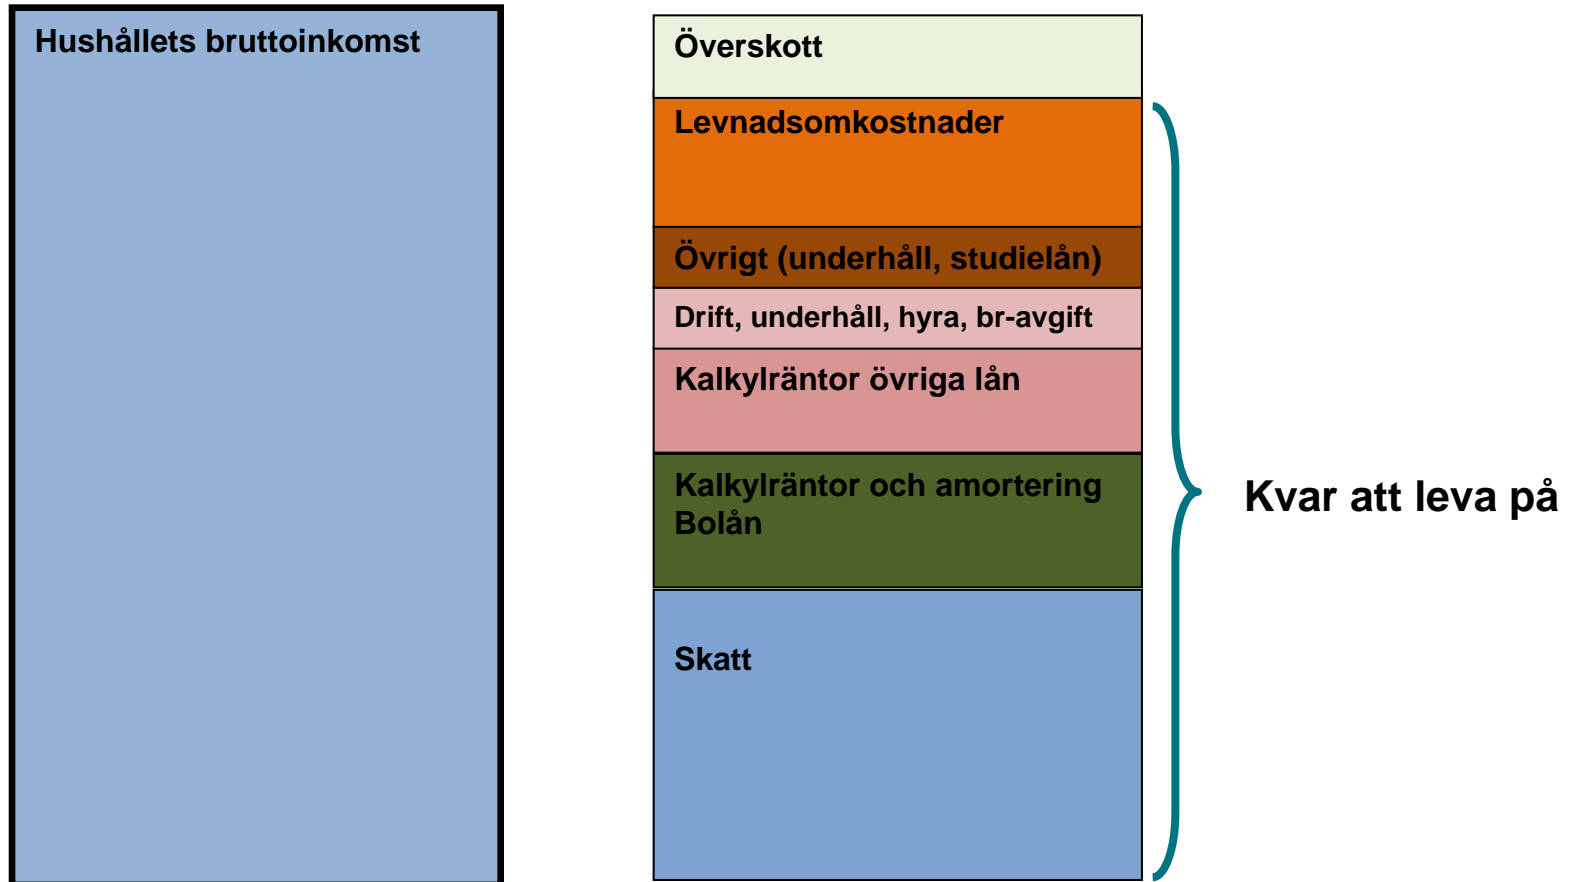 Hushållets bruttoinkomst
Överskott
Levnadsomkostnader
Övrigt (underhåll, studielån)
Drift, underhåll, hyra, br-avgift
Kalkylräntor övriga lån
Kalkylräntor och amortering
Bolån
Skatt
Kvar att leva på